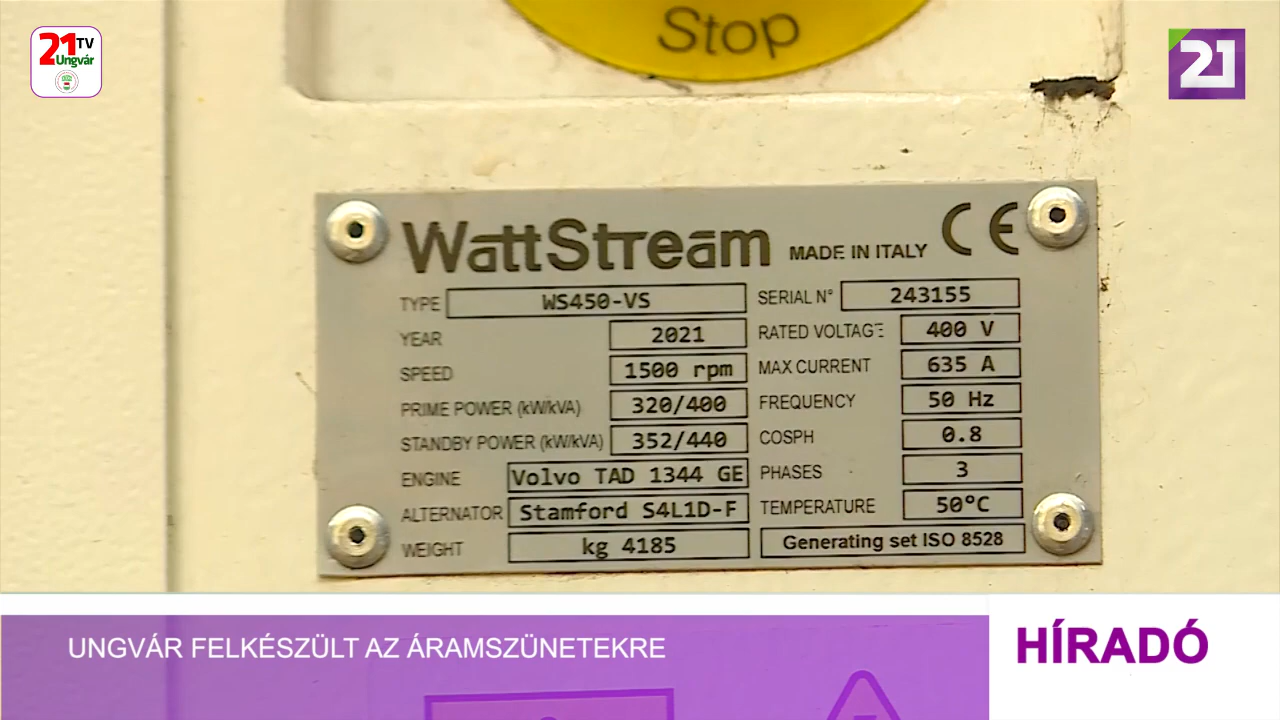 Stop
21 TV
Ungvár
21
WattStream MADE IN ITALY CE
TYPE WS450-VS SERIAL N° 243155
YEAR 2021 RATED VOLTAGE 400 V
SPEED 1500 rpm MAX CURRENT 635 A
PRIME POWER (kW/kVA) 320/400 FREQUENCY 50 Hz
STANDBY POWER (kW/kVA) 352/440 COSPH 0.8
ENGINE Volvo TAD 1344 GE PHASES 3
ALTERNATOR Stamford S4L1D-F TEMPERATURE 50°C
WEIGHT kg 4185 Generating set ISO 8528
UNGVÁR FELKÉSZÜLT AZ ÁRAMSZÜNETEKRE
HÍRADÓ